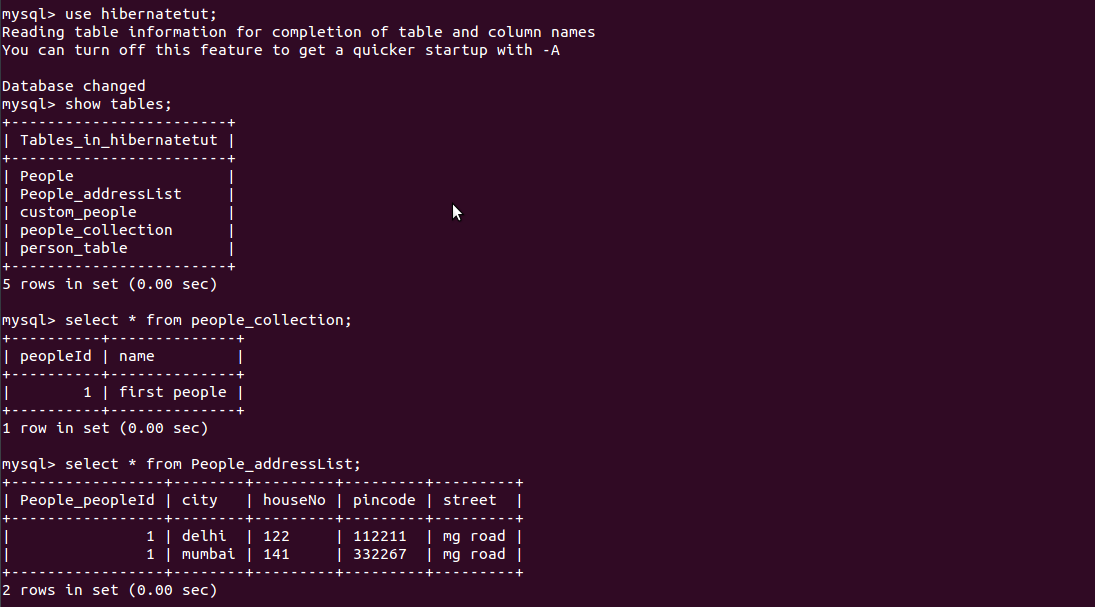 mysql> use hibernatetut;
Reading table information for completion of table and column names
You can turn off this feature to get a quicker startup with -A

Database changed
mysql> show tables;
+------------------------+
| Tables_in_hibernatetut |
+------------------------+
| People                 |
| People_addressList     |
| custom_people          |
| people_collection      |
| person_table           |
+------------------------+
5 rows in set (0.00 sec)

mysql> select * from people_collection;
+----------+--------------+
| peopleId | name         |
+----------+--------------+
|        1 | first people |
+----------+--------------+
1 row in set (0.00 sec)

mysql> select * from People_addressList;
+-----------------+--------+---------+---------+---------+
| People_peopleId | city   | houseNo | pincode | street  |
+-----------------+--------+---------+---------+---------+
|               1 | delhi  | 122     | 112211  | mg road |
|               1 | mumbai | 141     | 332267  | mg road |
+-----------------+--------+---------+---------+---------+
2 rows in set (0.00 sec)